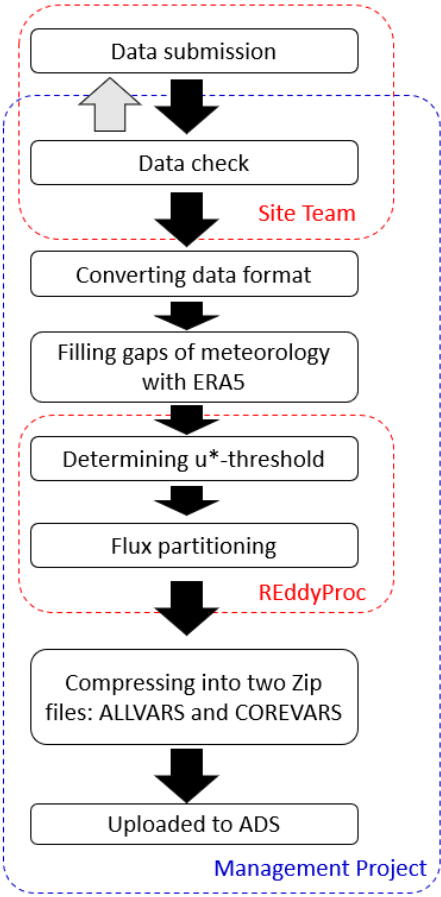 Data submission
Data check
Site Team
Converting data format
Filling gaps of meteorology
with ERA5
Determining u*-threshold
Flux partitioning
REddyProc
Compressing into two Zip
files: ALLVARS and COREVARS
Uploaded to ADS
Management Project